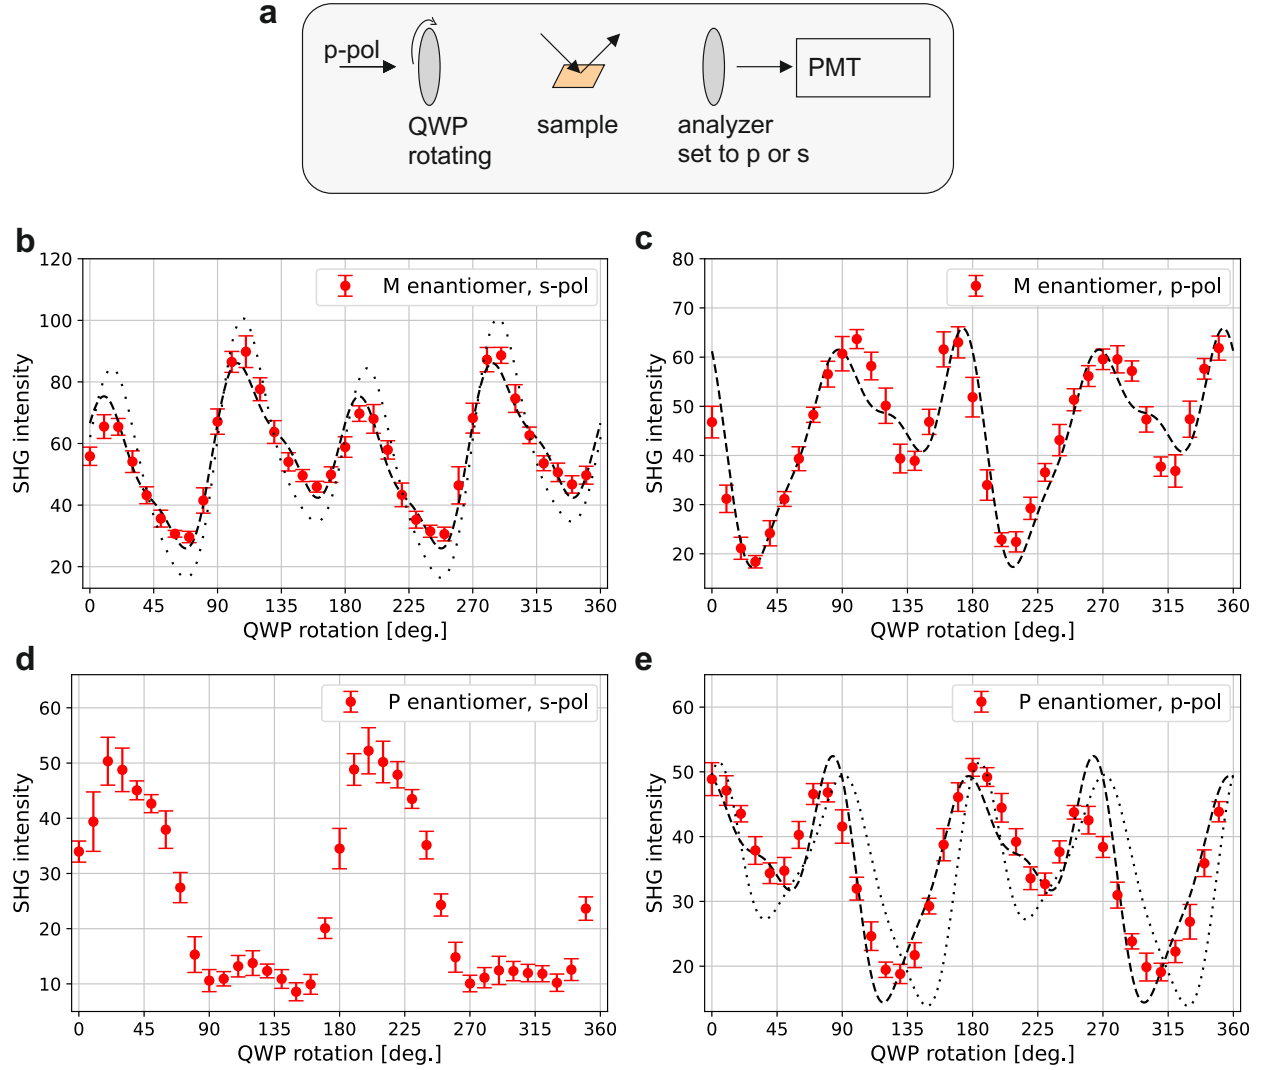 a
p-pol
PMT
QWP
rotating
sample
analyzer
set to p or s
b
M enantiomer, s-pol
SHG intensity
120
100
80
60
40
20
0 45 90 135 180 225 270 315 360
QWP rotation [deg.]
c
M enantiomer, p-pol
SHG intensity
80
70
60
50
40
30
20
0 45 90 135 180 225 270 315 360
QWP rotation [deg.]
d
P enantiomer, s-pol
SHG intensity
60
50
40
30
20
10
0 45 90 135 180 225 270 315 360
QWP rotation [deg.]
e
P enantiomer, p-pol
SHG intensity
60
50
40
30
20
0 45 90 135 180 225 270 315 360
QWP rotation [deg.]